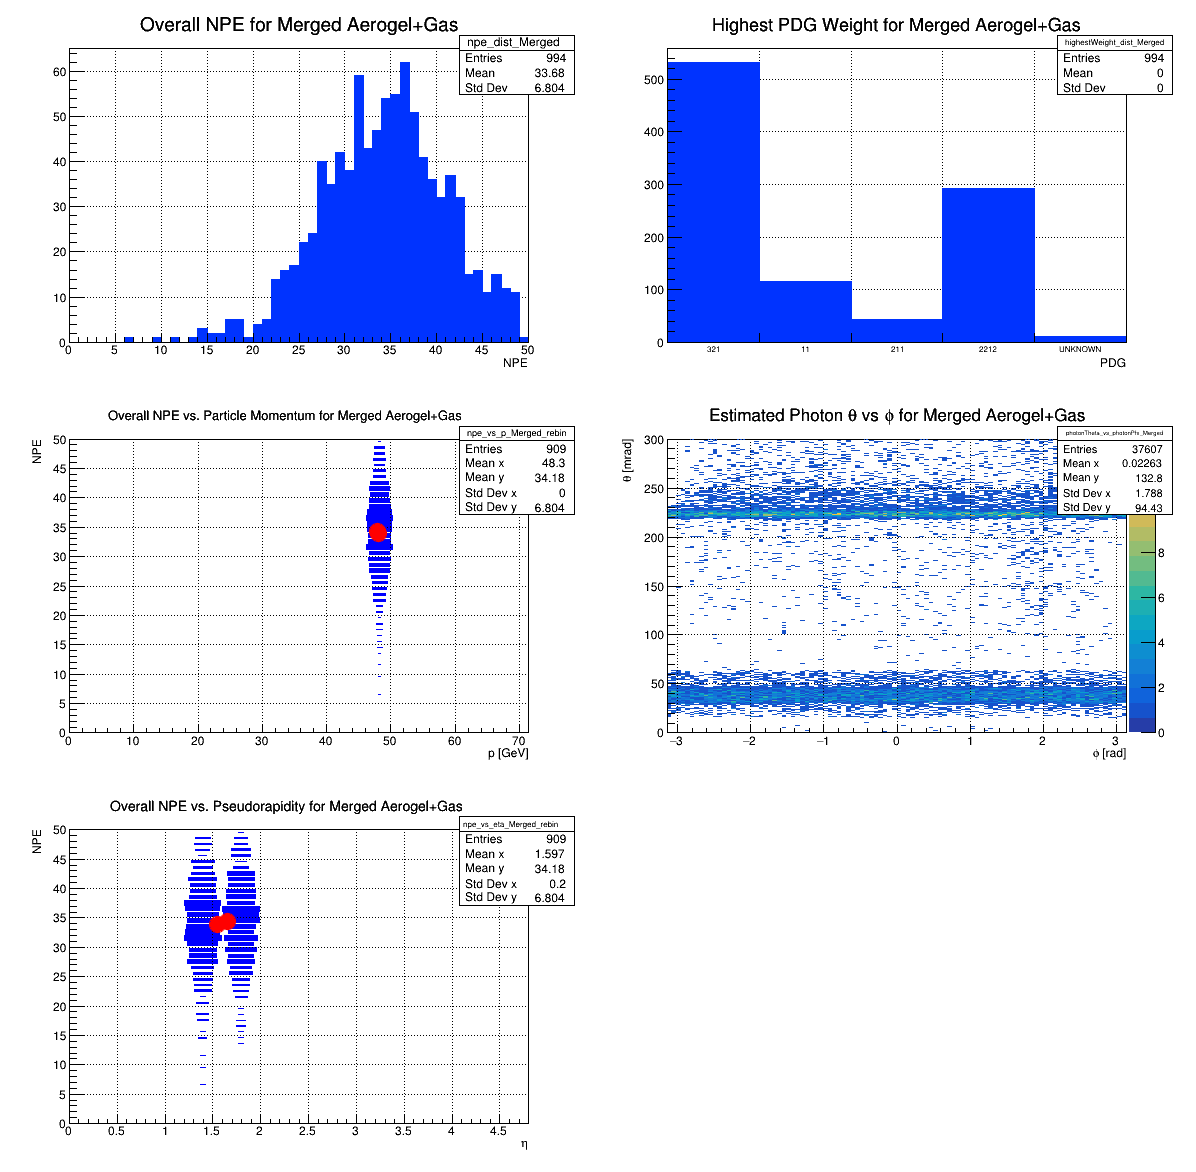 Overall NPE for Merged Aerogel+Gas
npe_dist_Merged
Entries 994
Mean 33.68
Std Dev 6.804
60
50
40
30
20
10
0
0 5 10 15 20 25 30 35 40 45 50
NPE
Highest PDG Weight for Merged Aerogel+Gas
highestWeight_dist_Merged
Entries 994
Mean 0
Std Dev 0
500
400
300
200
100
0
321 11 211 2212 UNKNOWN
PDG
Overall NPE vs. Particle Momentum for Merged Aerogel+Gas
npe_vs_p_Merged_rebin
Entries 909
Mean x 48.3
Mean y 34.18
Std Dev x 0
Std Dev y 6.804
NPE
50
45
40
35
30
25
20
15
10
5
0
0 10 20 30 40 50 60 70
p [GeV]
Estimated Photon θ vs ϕ for Merged Aerogel+Gas
photonTheta_vs_photonPhi_Merged
Entries 37607
Mean x 0.02263
Mean y 132.8
Std Dev x 1.788
Std Dev y 94.43
θ [mrad]
300
250
200
150
100
50
0
−3 −2 −1 0 1 2 3
ϕ [rad]
8
6
4
2
0
Overall NPE vs. Pseudorapidity for Merged Aerogel+Gas
npe_vs_eta_Merged_rebin
Entries 909
Mean x 1.597
Mean y 34.18
Std Dev x 0.2
Std Dev y 6.804
NPE
50
45
40
35
30
25
20
15
10
5
0
0 0.5 1 1.5 2 2.5 3 3.5 4 4.5
η